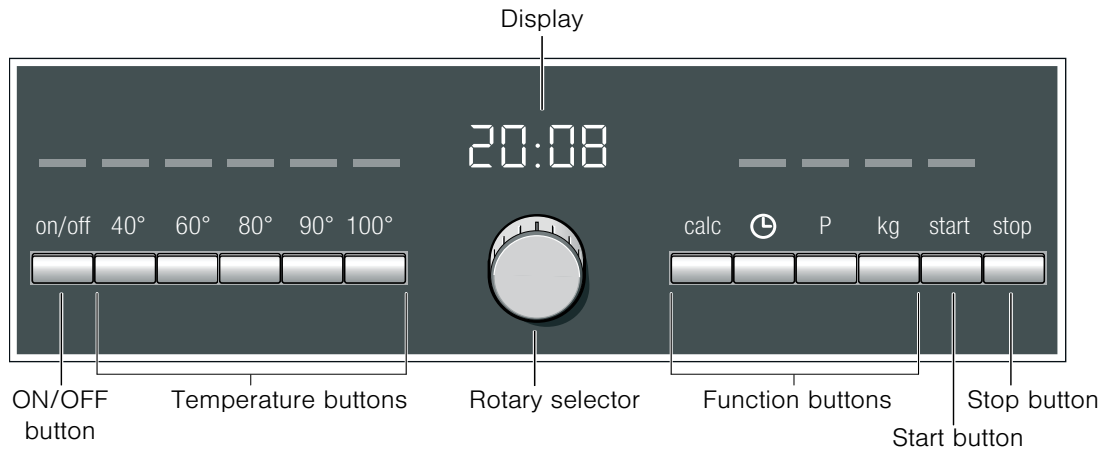 Display
20:08
on/off 40° 60° 80° 90° 100°
calc P kg start stop
ON/OFF
button
Temperature buttons
Rotary selector
Function buttons
Stop button
Start button